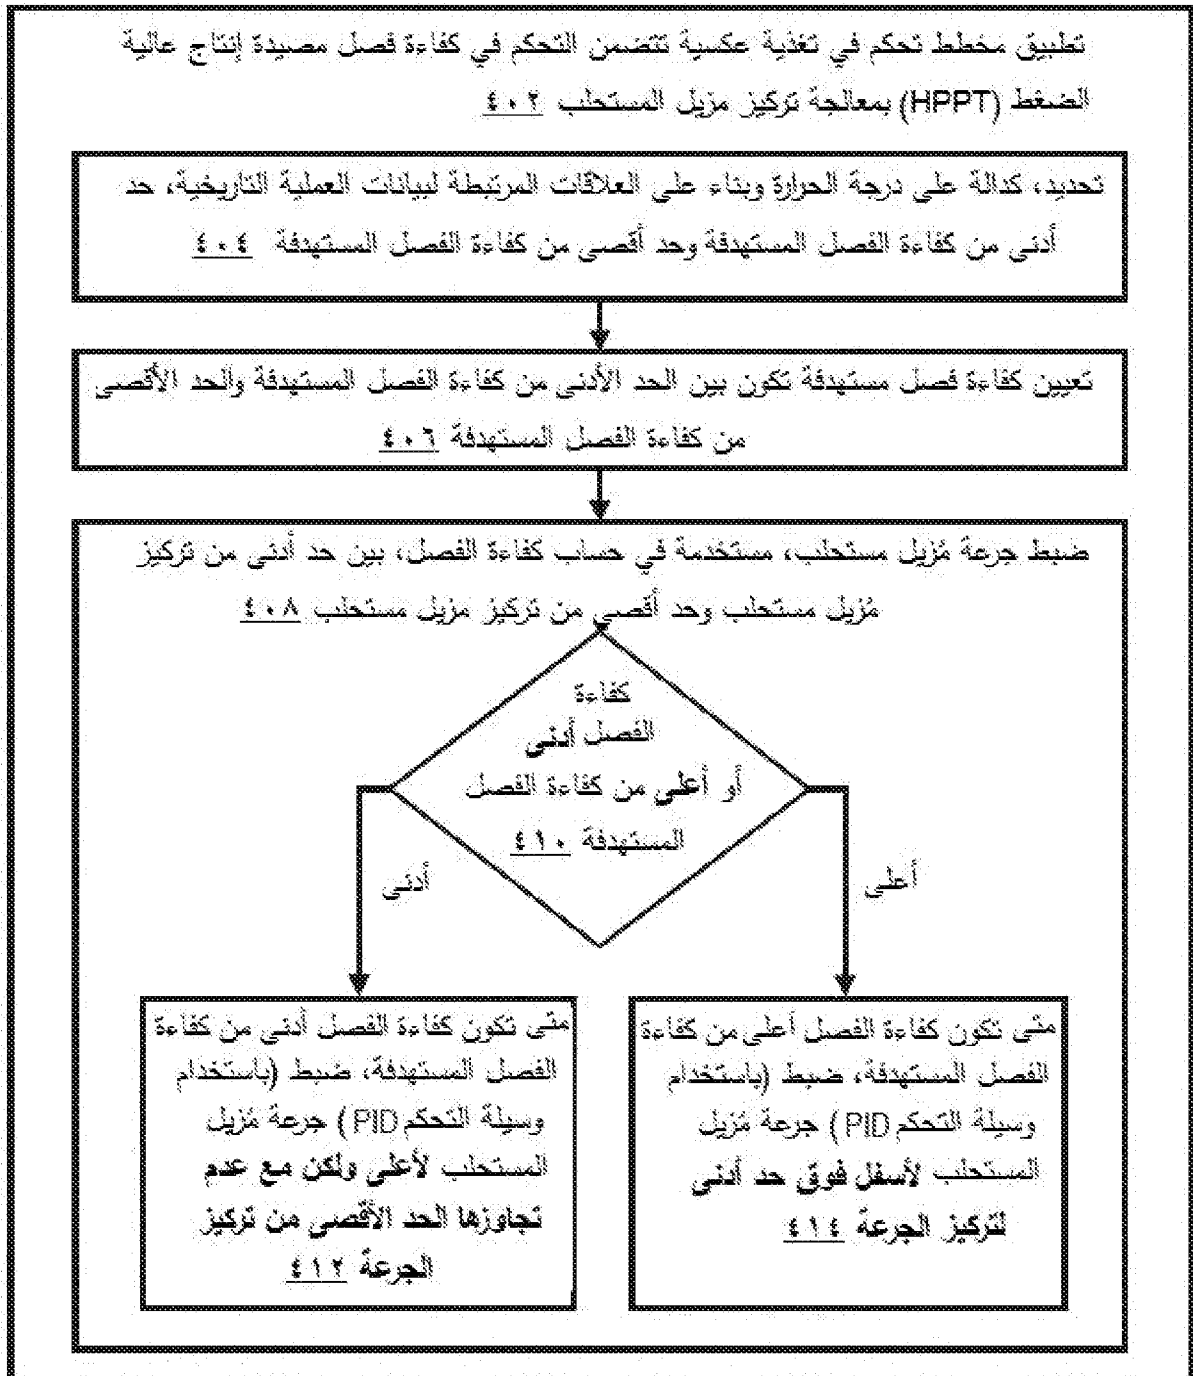 تطبيق مخطط تحكم في تغذية عكسية تتضمن التحكم في كفاءة فصل مصيدة إنتاج عالية
الضغط (HPPT) بمعالجة تركيز مزيل المستحلب ٤٠٢
تحديد، كدالة على درجة الحرارة وبناء على العلاقات المرتبطة لبيانات العملية التاريخية، حد
أدنى من كفاءة الفصل المستهدفة وحد أقصى من كفاءة الفصل المستهدفة ٤٠٤
تعيين كفاءة فصل مستهدفة تكون بين الحد الأدنى من كفاءة الفصل المستهدفة والحد الأقصى
من كفاءة الفصل المستهدفة ٤٠٦
ضبط جرعة مُزيل مستحلب، مستخدمة في حساب كفاءة الفصل، بين حد أدنى من تركيز
مُزيل مستحلب وحد أقصى من تركيز مزيل مستحلب ٤٠٨
كفاءة
الفصل أدنى
أو أعلى من كفاءة الفصل
المستهدفة ٤١٠
أعلى
أدنى
متى تكون كفاءة الفصل أعلى من كفاءة
الفصل المستهدفة، ضبط (باستخدام
وسيلة التحكم PID) جرعة مُزيل
المستحلب لأسفل فوق حد أدنى
لتركيز الجرعة ٤١٤
متى تكون كفاءة الفصل أدنى من كفاءة
الفصل المستهدفة، ضبط (باستخدام
وسيلة التحكم PID) جرعة مُزيل
المستحلب لأعلى ولكن مع عدم
تجاوزها الحد الأقصى من تركيز
الجرعة ٤١٢